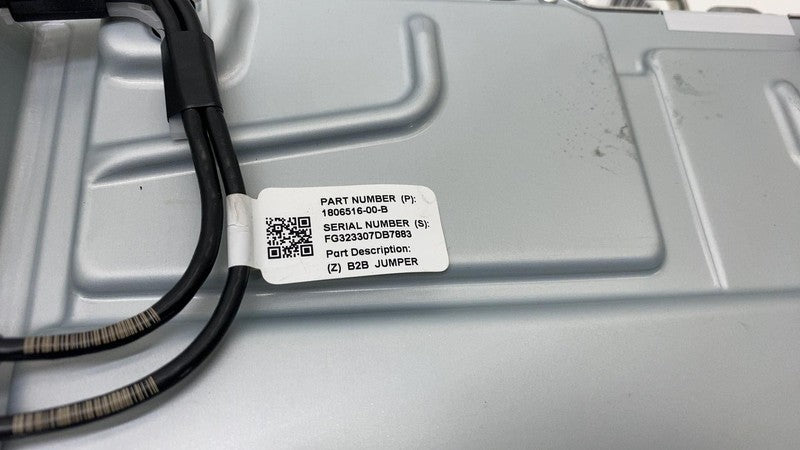 PART NUMBER (P):
1806516-00-B
SERIAL NUMBER (S):
FG323307DB7883
Part Description:
(Z) B2B JUMPER